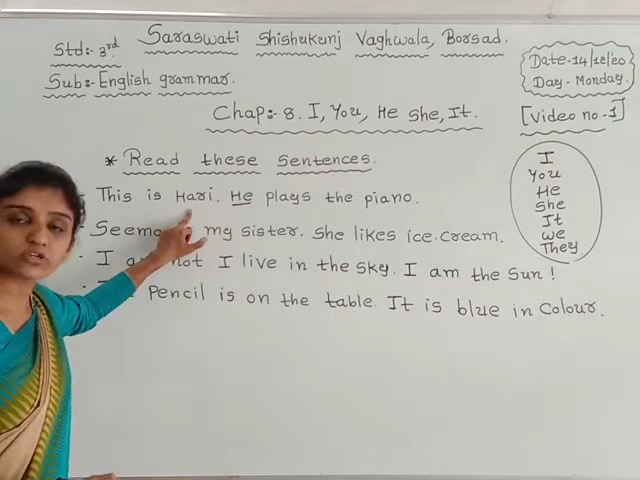 Saraswati Shishukunj Vaghwala, Borsad.
Std:- 3rd
Sub:- English grammar.
Date-14/12/20
Day-Monday.
Chap:- 8. I, You, He she, It.
[Video no-1]
* Read these sentences.
This is Hari. He plays the piano.
Seema my sister. She likes ice.cream.
I not I live in the sky. I am the sun!
Pencil is on the table. It is blue in colour.
I
You
He
She
It
we
They